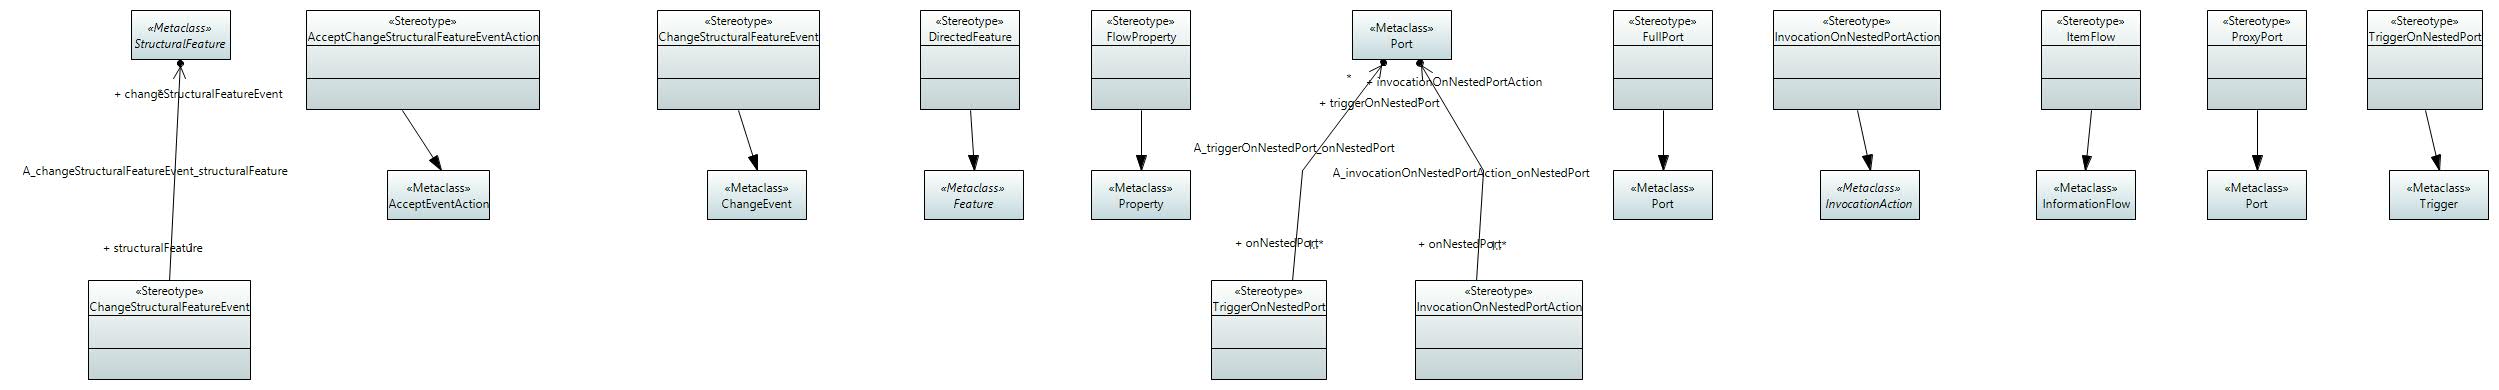 «Metaclass»
StructuralFeature
+ changeStructuralFeatureEvent
*
A_changeStructuralFeatureEvent_structuralFeature
+ structuralFeature
1
«Stereotype»
ChangeStructuralFeatureEvent
«Stereotype»
AcceptChangeStructuralFeatureEventAction
«Metaclass»
AcceptEventAction
«Stereotype»
ChangeStructuralFeatureEvent
«Metaclass»
ChangeEvent
«Stereotype»
DirectedFeature
«Metaclass»
Feature
«Stereotype»
FlowProperty
«Metaclass»
Property
«Metaclass»
Port
*
+ invocationOnNestedPortAction
+ triggerOnNestedPort
*
A_triggerOnNestedPort_onNestedPort
A_invocationOnNestedPortAction_onNestedPort
+ onNestedPort
1..*
+ onNestedPort
1..*
«Stereotype»
TriggerOnNestedPort
«Stereotype»
InvocationOnNestedPortAction
«Stereotype»
FullPort
«Metaclass»
Port
«Stereotype»
InvocationOnNestedPortAction
«Metaclass»
InvocationAction
«Stereotype»
ItemFlow
«Metaclass»
InformationFlow
«Stereotype»
ProxyPort
«Metaclass»
Port
«Stereotype»
TriggerOnNestedPort
«Metaclass»
Trigger